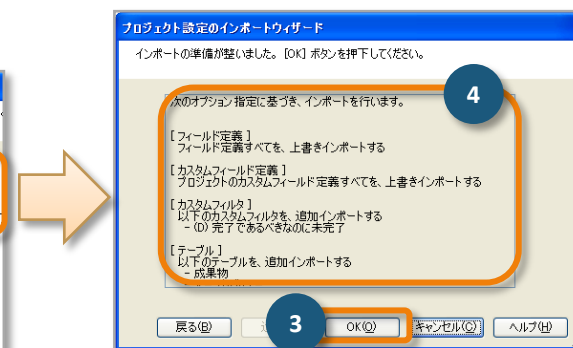 プロジェクト設定のインポートウィザード
インポートの準備が整いました。[OK] ボタンを押下してください。
4
次のオプション指定に基づき、インポートを行います。
[ フィールド定義 ]
フィールド定義すべてを、上書きインポートする
[ カスタムフィールド定義 ]
プロジェクトのカスタムフィールド定義すべてを、上書きインポートする
[ カスタムフィルタ ]
以下のカスタムフィルタを、追加インポートする
- (D) 完了であるべきなのに未完了
[ テーブル ]
以下のテーブルを、追加インポートする
- 成果物
戻る(B)
3
OK(O)
キャンセル(C)
ヘルプ(H)